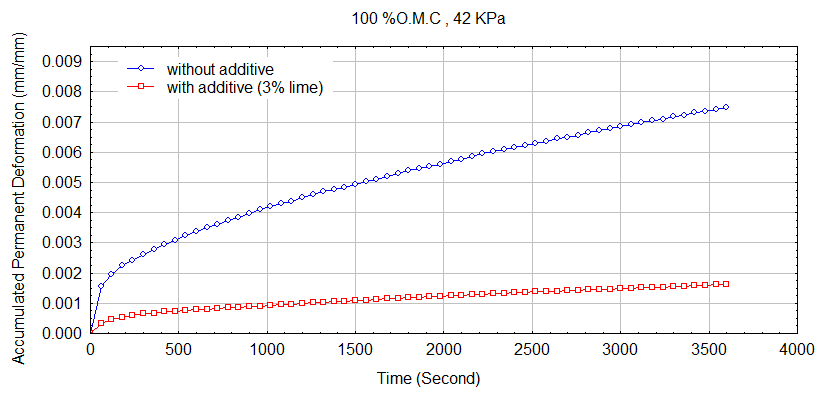 100 %O.M.C , 42 KPa
Accumulated Permanent Deformation (mm/mm)
0.009
0.008
0.007
0.006
0.005
0.004
0.003
0.002
0.001
0.000
without additive
with additive (3% lime)
0 500 1000 1500 2000 2500 3000 3500 4000
Time (Second)